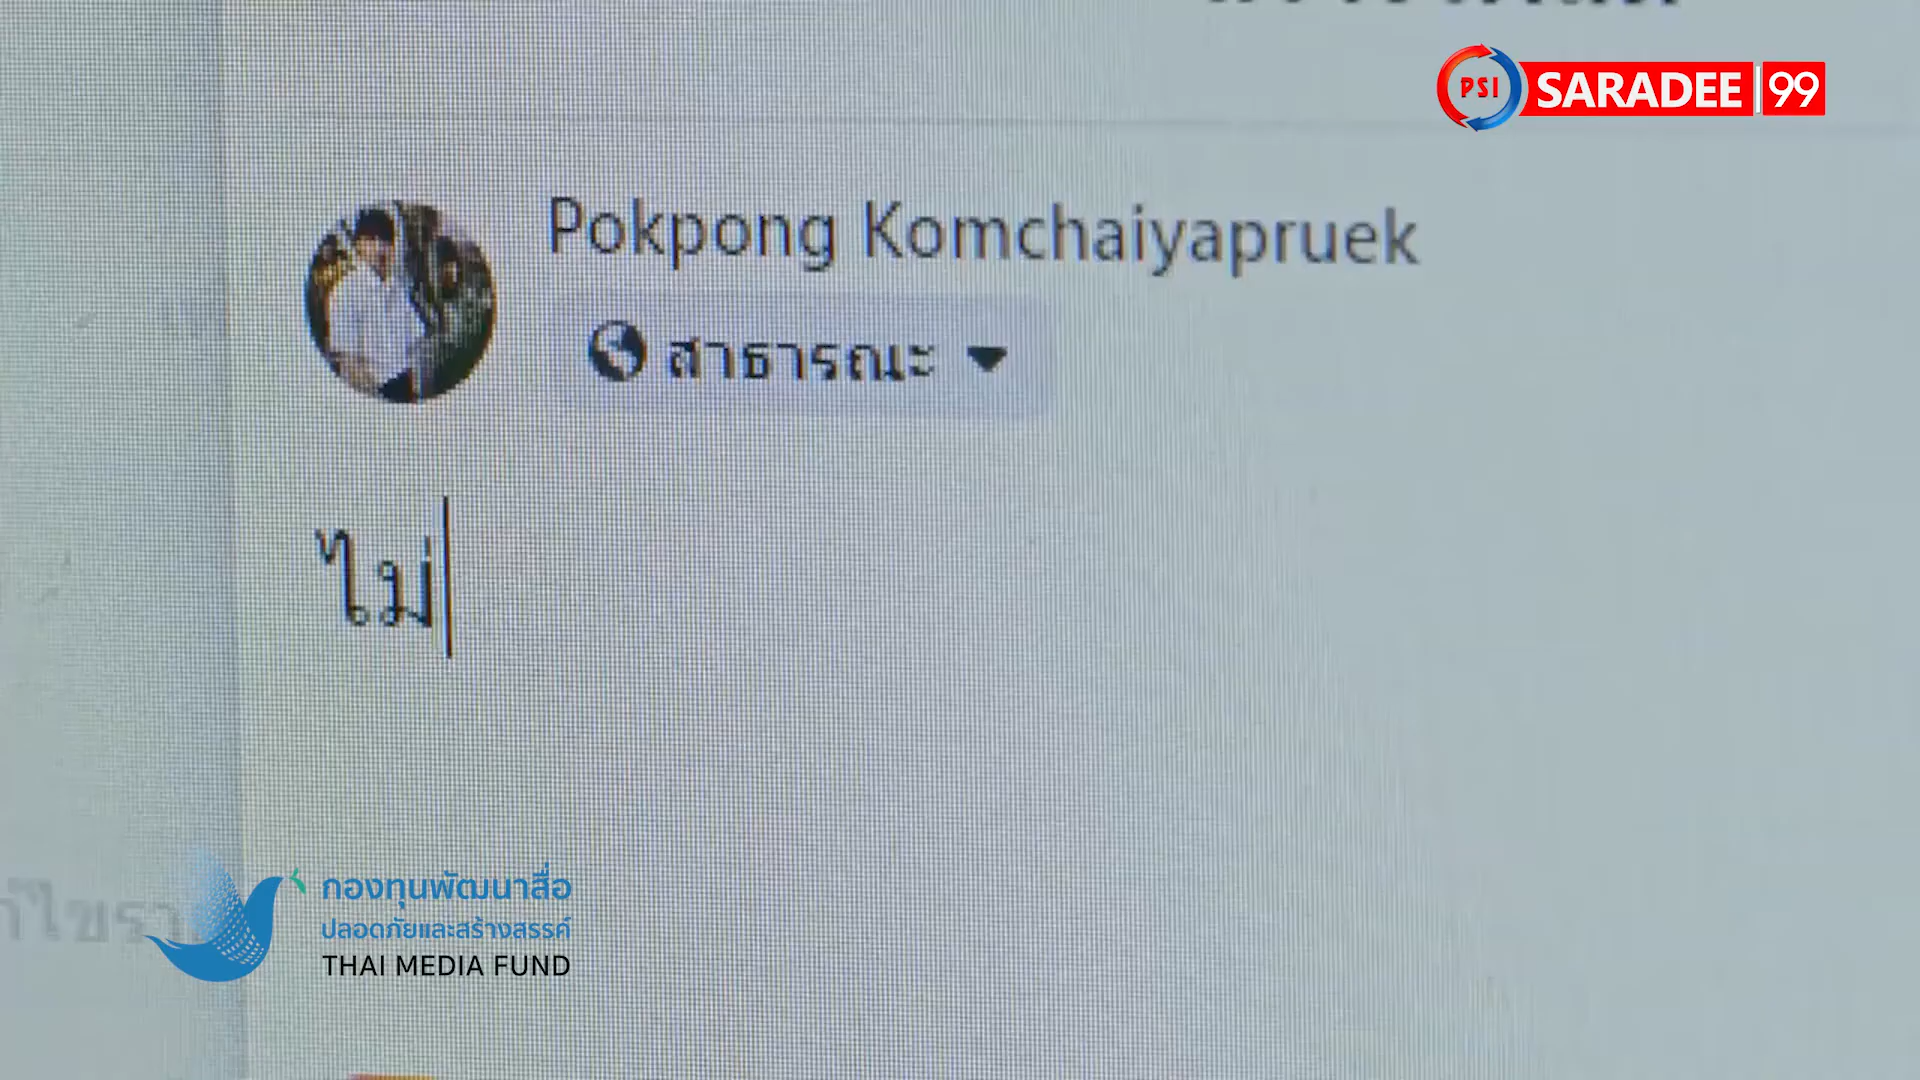 PSI SARADEE 99
Pokpong Komchaiyapruek
สาธารณะ
ไม่
กองทุนพัฒนาสื่อ
ปลอดภัยและสร้างสรรค์
THAI MEDIA FUND